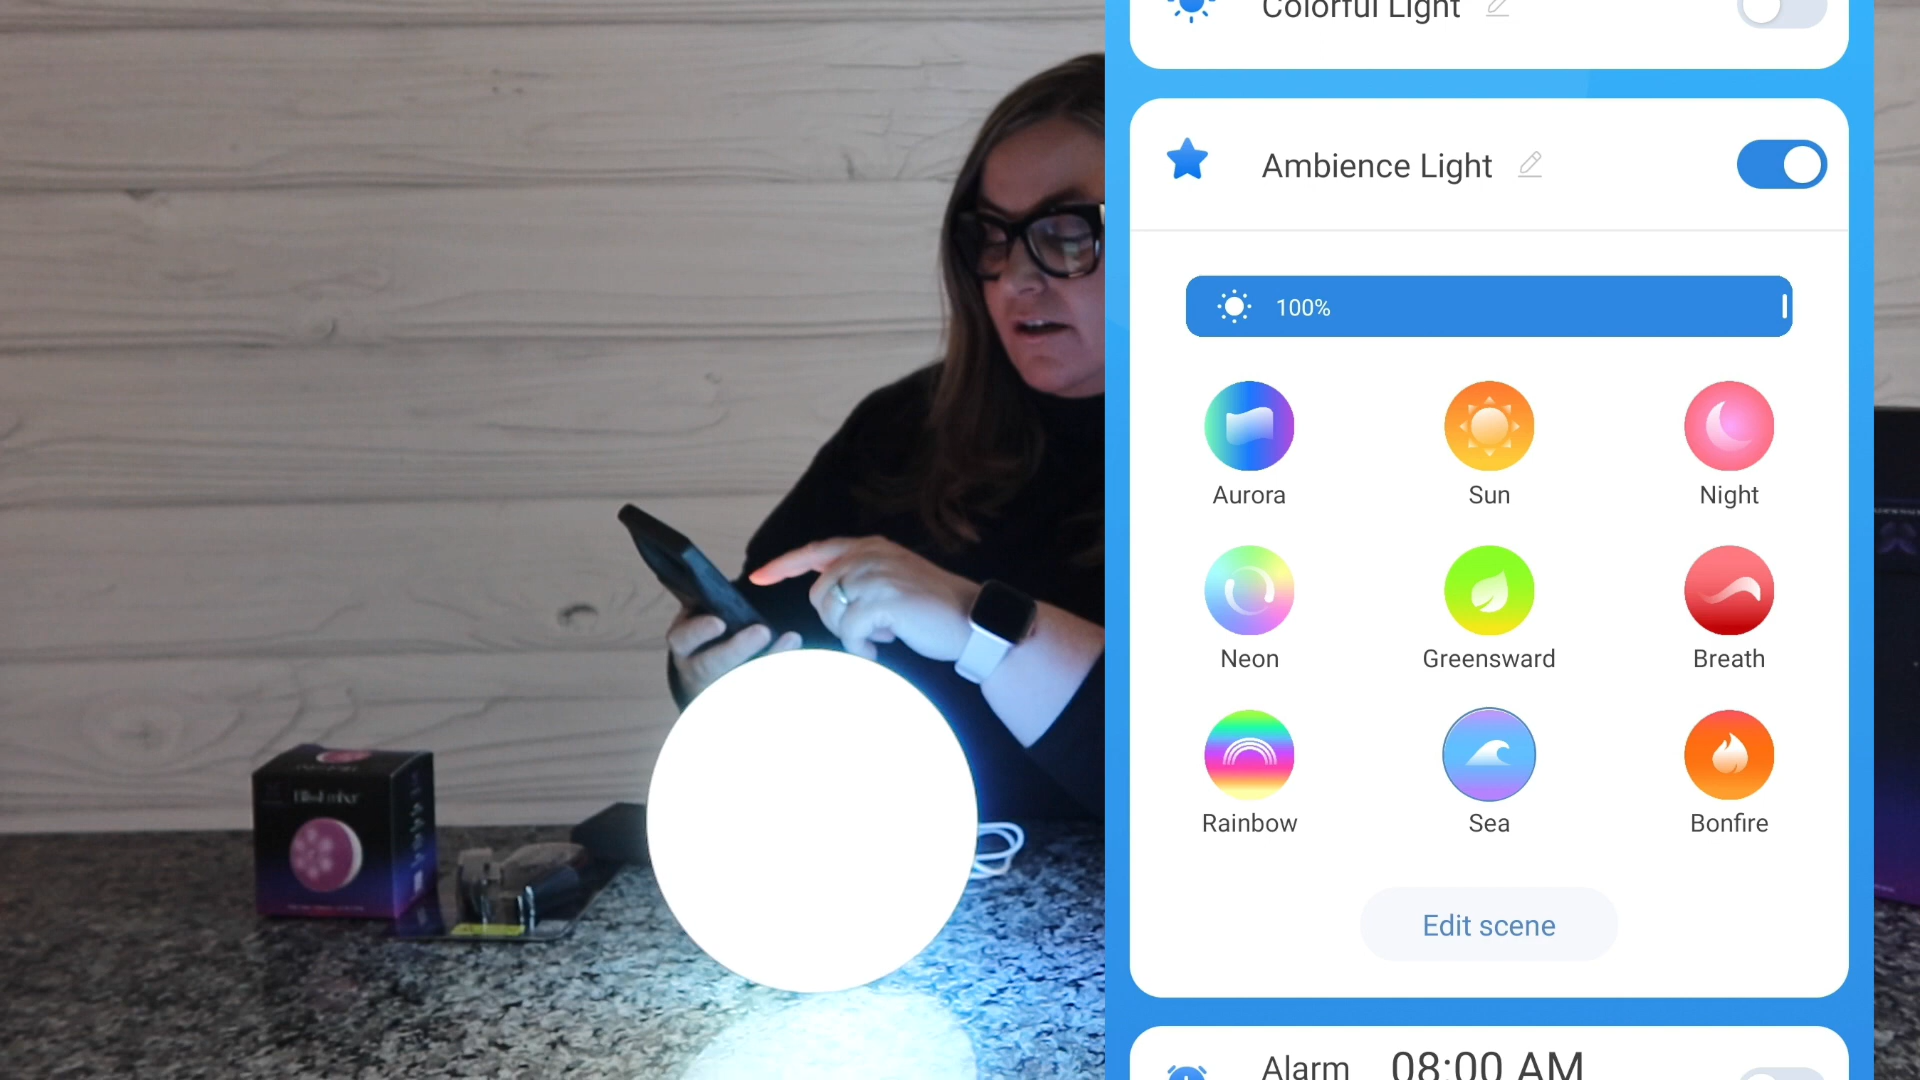 Colorful Light
Ambience Light
100%
Aurora
Sun
Night
Neon
Greensward
Breath
Rainbow
Sea
Bonfire
Edit scene
Alarm 08:00 AM